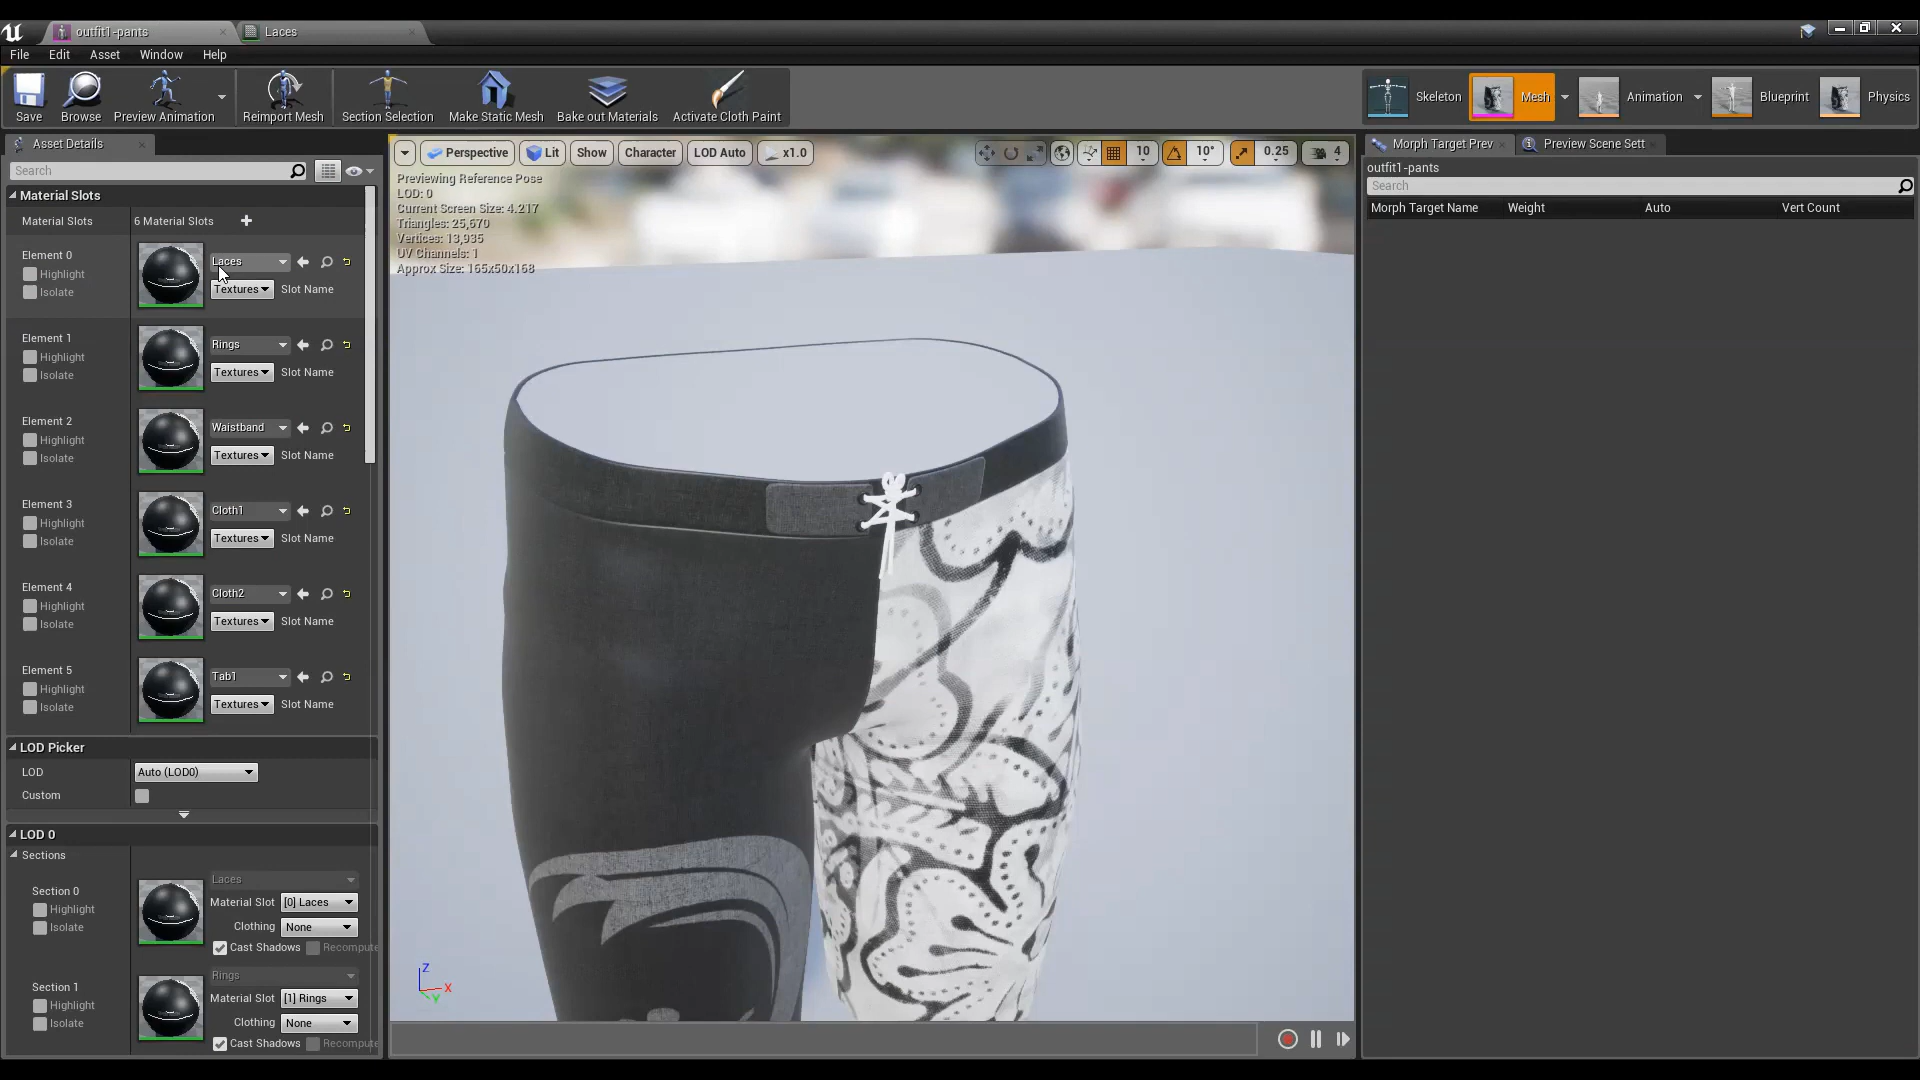 outfit1-pants
Laces
File Edit Asset Window Help
Save Browse Preview Animation Reimport Mesh Section Selection Make Static Mesh Bake out Materials Activate Cloth Paint
Skeleton Mesh Animation Blueprint Physics
Asset Details
Search
Material Slots
Material Slots 6 Material Slots
Element 0
Highlight
Isolate
Laces
Textures Slot Name
Element 1
Highlight
Isolate
Rings
Textures Slot Name
Element 2
Highlight
Isolate
Waistband
Textures Slot Name
Element 3
Highlight
Isolate
Cloth1
Textures Slot Name
Element 4
Highlight
Isolate
Cloth2
Textures Slot Name
Element 5
Highlight
Isolate
Tab1
Textures Slot Name
LOD Picker
LOD Auto (LOD0)
Custom
LOD 0
Sections
Section 0
Highlight
Isolate
Laces
Material Slot [0] Laces
Clothing None
Cast Shadows Recompute
Section 1
Highlight
Isolate
Rings
Material Slot [1] Rings
Clothing None
Cast Shadows Recompute
Perspective Lit Show Character LOD Auto x1.0
10 10° 0.25 4
Previewing Reference Pose
LOD: 0
Current Screen Size: 4.217
Triangles: 25,670
Vertices: 13,935
UV Channels: 1
Approx Size: 165x50x168
Z
X
Y
Morph Target Prev Preview Scene Sett
outfit1-pants
Search
Morph Target Name Weight Auto Vert Count